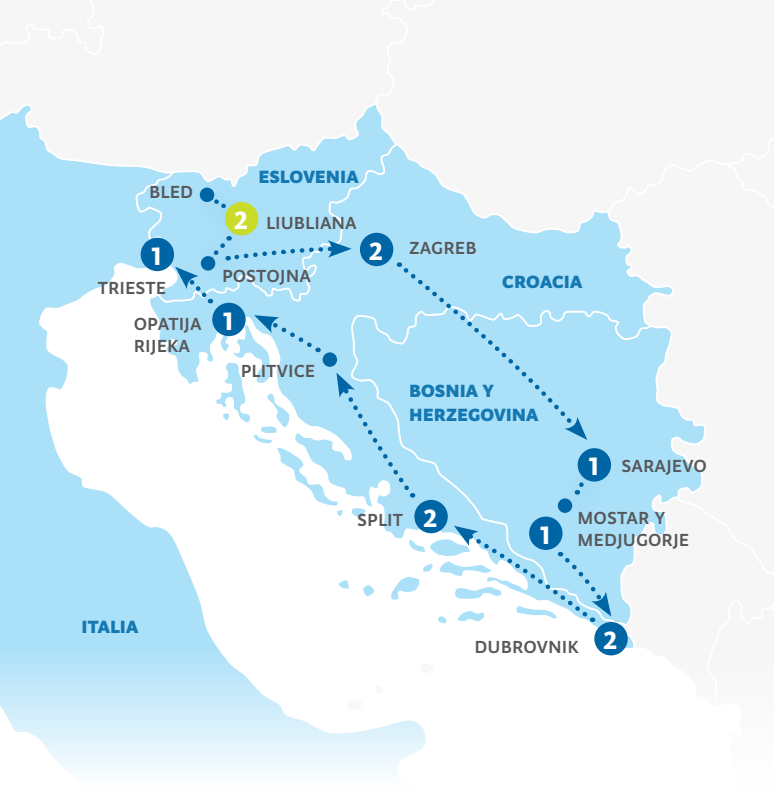 ESLOVENIA
BLED
2
LIUBLIANA
1
2
ZAGREB
POSTOJNA
TRIESTE
CROACIA
OPATIJA
RIJEKA
1
PLITVICE
BOSNIA Y
HERZEGOVINA
1
SARAJEVO
SPLIT
2
1
MOSTAR Y
MEDJUGORJE
ITALIA
DUBROVNIK
2